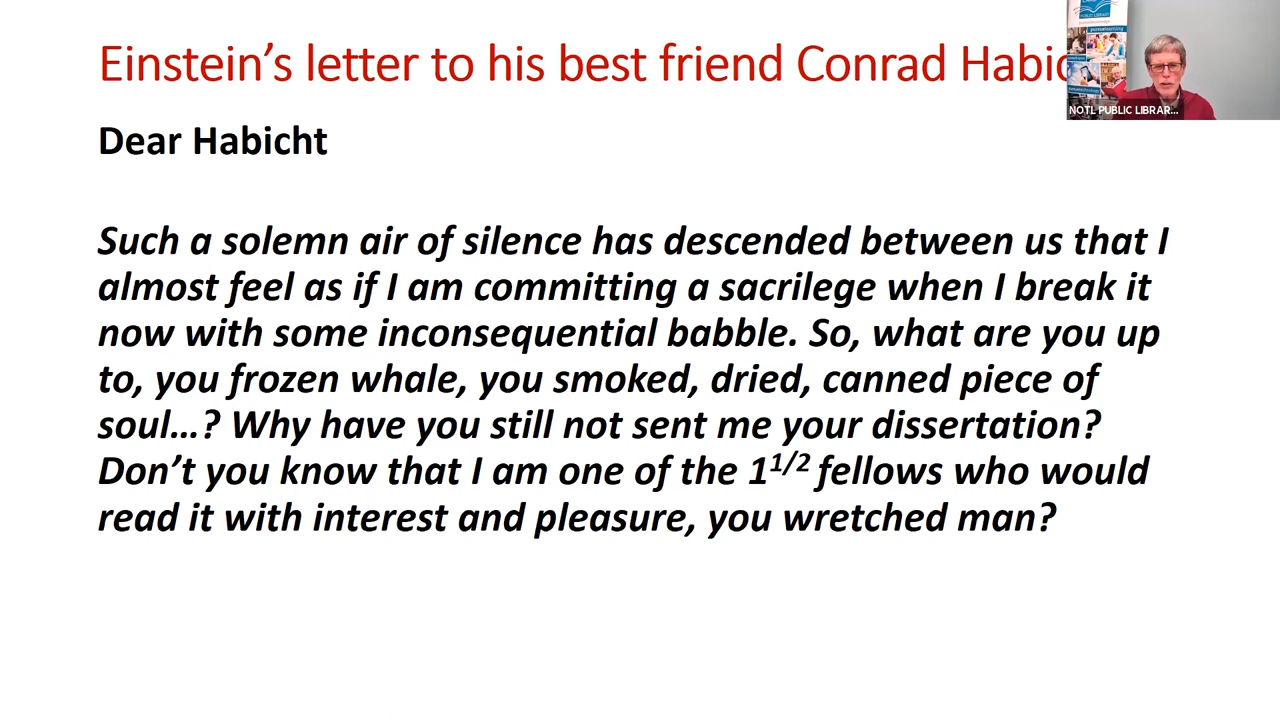 Einstein's letter to his best friend Conrad
Dear Habicht
Such a solemn air of silence has descended between us that I
almost feel as if I am committing a sacrilege when I break it
now with some inconsequential babble. So, what are you up
to, you frozen whale, you smoked, dried, canned piece of
soul…? Why have you still not sent me your dissertation?
Don't you know that I am one of the 1 1/2 fellows who would
read it with interest and pleasure, you wretched man?
PUBLIC LIBRARY
NOTL PUBLIC LIBRAR...